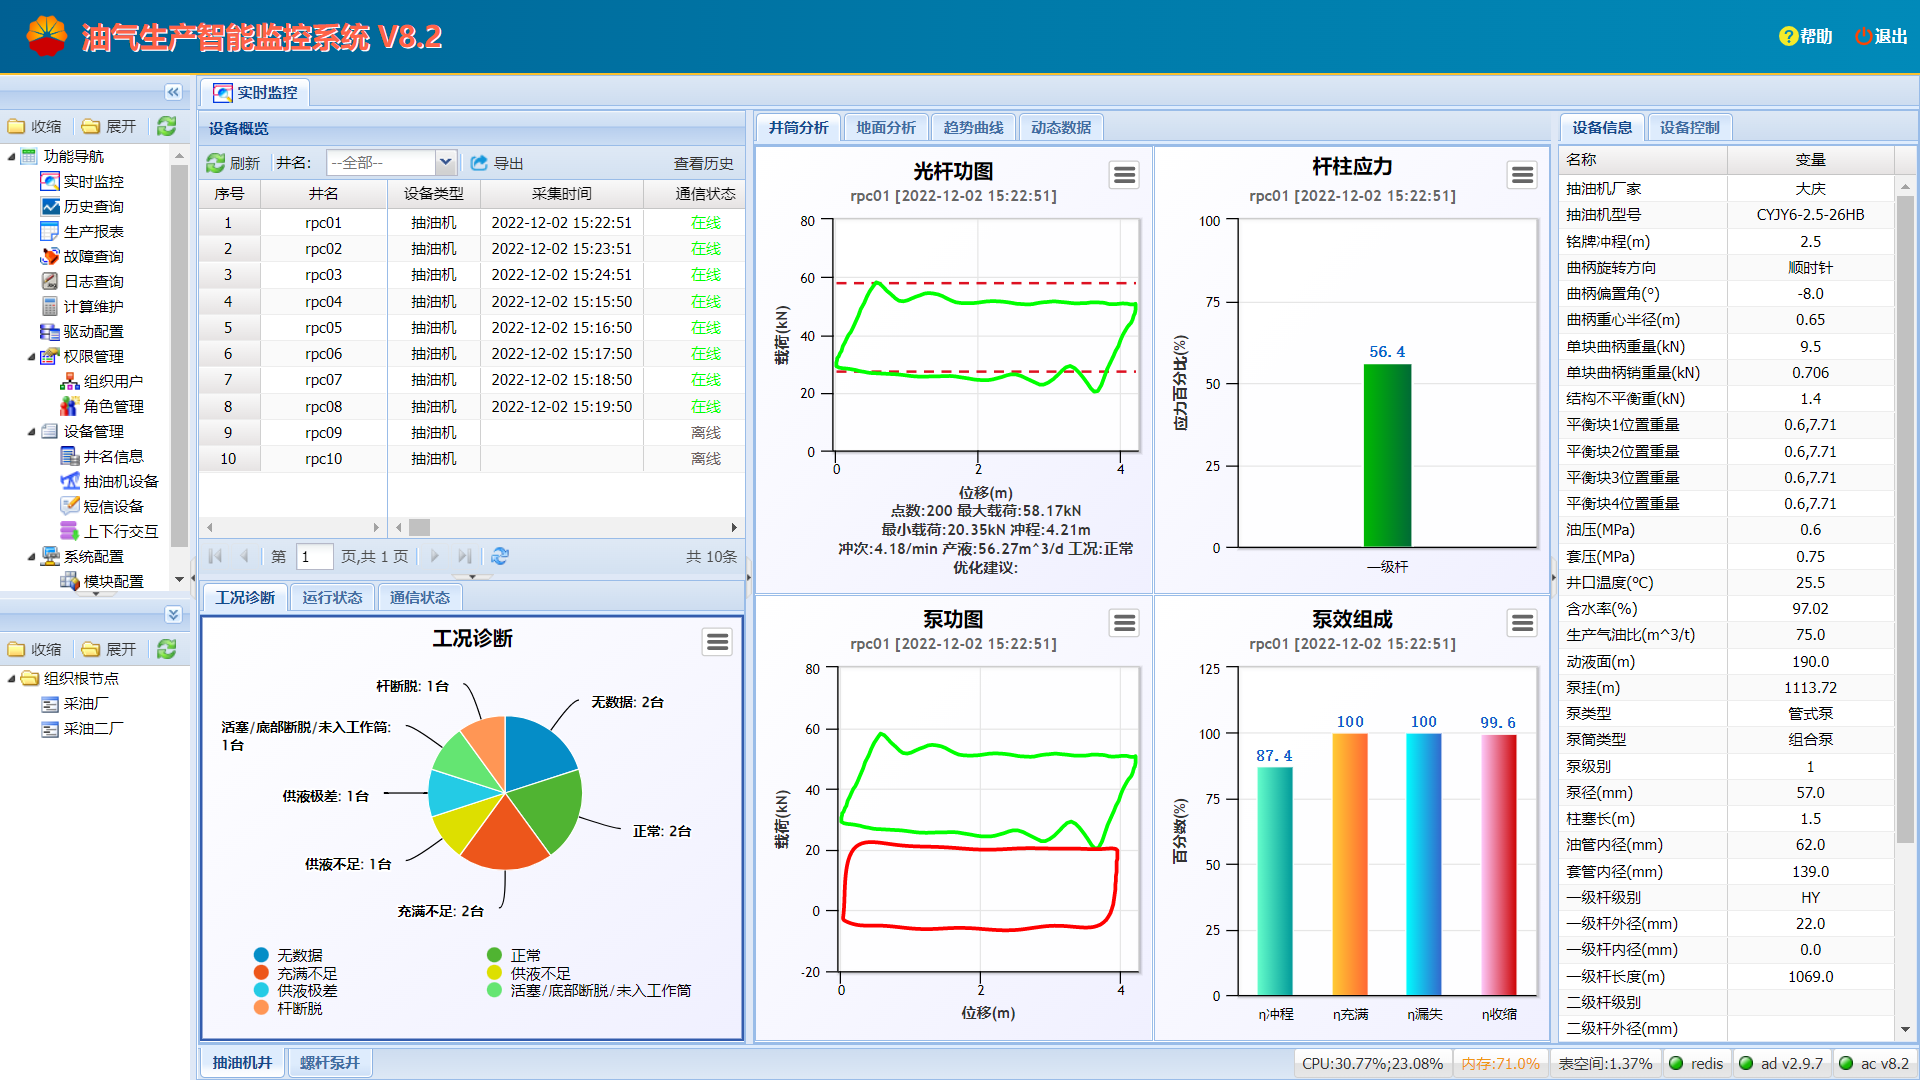 油气生产智能监控系统 V8.2
帮助
退出
收缩
展开
功能导航
实时监控
历史查询
生产报表
故障查询
日志查询
计算维护
驱动配置
权限管理
组织用户
角色管理
设备管理
井名信息
抽油机设备
短信设备
上下行交互
系统配置
模块配置
收缩
展开
组织根节点
采油厂
采油二厂
实时监控
设备概览
刷新 井名: --全部-- 导出 查看历史
序号 井名 设备类型 采集时间 通信状态
1 rpc01 抽油机 2022-12-02 15:22:51 在线
2 rpc02 抽油机 2022-12-02 15:23:51 在线
3 rpc03 抽油机 2022-12-02 15:24:51 在线
4 rpc04 抽油机 2022-12-02 15:15:50 在线
5 rpc05 抽油机 2022-12-02 15:16:50 在线
6 rpc06 抽油机 2022-12-02 15:17:50 在线
7 rpc07 抽油机 2022-12-02 15:18:50 在线
8 rpc08 抽油机 2022-12-02 15:19:50 在线
9 rpc09 抽油机 离线
10 rpc10 抽油机 离线
第 1 页,共 1 页 共 10条
工况诊断 运行状态 通信状态
工况诊断
杆断脱: 1台
无数据: 2台
活塞/底部断脱/未入工作筒:
1台
供液极差: 1台
正常: 2台
供液不足: 1台
充满不足: 2台
无数据 正常
充满不足 供液不足
供液极差 活塞/底部断脱/未入工作筒
杆断脱
抽油机井 螺杆泵井
井筒分析 地面分析 趋势曲线 动态数据
光杆功图
rpc01 [2022-12-02 15:22:51]
载荷(kN)
80
60
40
20
0
0 2 4
位移(m)
点数:200 最大载荷:58.17kN
最小载荷:20.35kN 冲程:4.21m
冲次:4.18/min 产液:56.27m^3/d 工况:正常
优化建议:
杆柱应力
rpc01 [2022-12-02 15:22:51]
应力百分比(%)
100
75
50
25
0
56.4
一级杆
泵功图
rpc01 [2022-12-02 15:22:51]
载荷(kN)
80
60
40
20
0
-20
0 2 4
位移(m)
泵效组成
rpc01 [2022-12-02 15:22:51]
百分数(%)
125
100
75
50
25
0
87.4 100 100 99.6
η冲程 η充满 η漏失 η收缩
设备信息 设备控制
名称 变量
抽油机厂家 大庆
抽油机型号 CYJY6-2.5-26HB
铭牌冲程(m) 2.5
曲柄旋转方向 顺时针
曲柄偏置角(°) -8.0
曲柄重心半径(m) 0.65
单块曲柄重量(kN) 9.5
单块曲柄销重量(kN) 0.706
结构不平衡重(kN) 1.4
平衡块1位置重量 0.6,7.71
平衡块2位置重量 0.6,7.71
平衡块3位置重量 0.6,7.71
平衡块4位置重量 0.6,7.71
油压(MPa) 0.6
套压(MPa) 0.75
井口温度(℃) 25.5
含水率(%) 97.02
生产气油比(m^3/t) 75.0
动液面(m) 190.0
泵挂(m) 1113.72
泵类型 管式泵
泵筒类型 组合泵
泵级别 1
泵径(mm) 57.0
柱塞长(m) 1.5
油管内径(mm) 62.0
套管内径(mm) 139.0
一级杆级别 HY
一级杆外径(mm) 22.0
一级杆内径(mm) 0.0
一级杆长度(m) 1069.0
二级杆级别
二级杆外径(mm)
CPU:30.77%;23.08% 内存:71.0% 表空间:1.37% redis ad v2.9.7 ac v8.2